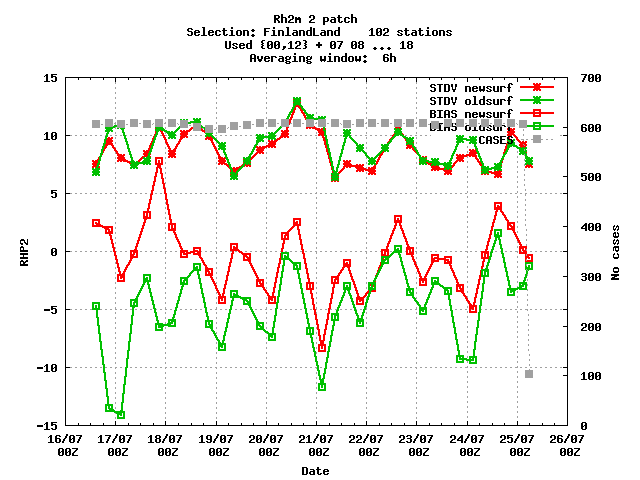 Rh2m 2 patch
Selection: FinlandLand    102 stations
Used {00,12} + 07 08 ... 18
Averaging window:  6h
15
10
5
0
-5
-10
-15
RHP2
700
600
500
400
300
200
100
0
No cases
STDV newsurf
STDV oldsurf
BIAS newsurf
BIAS oldsurf
CASES
16/07 17/07 18/07 19/07 20/07 21/07 22/07 23/07 24/07 25/07 26/07
00Z 00Z 00Z 00Z 00Z 00Z 00Z 00Z 00Z 00Z 00Z
Date